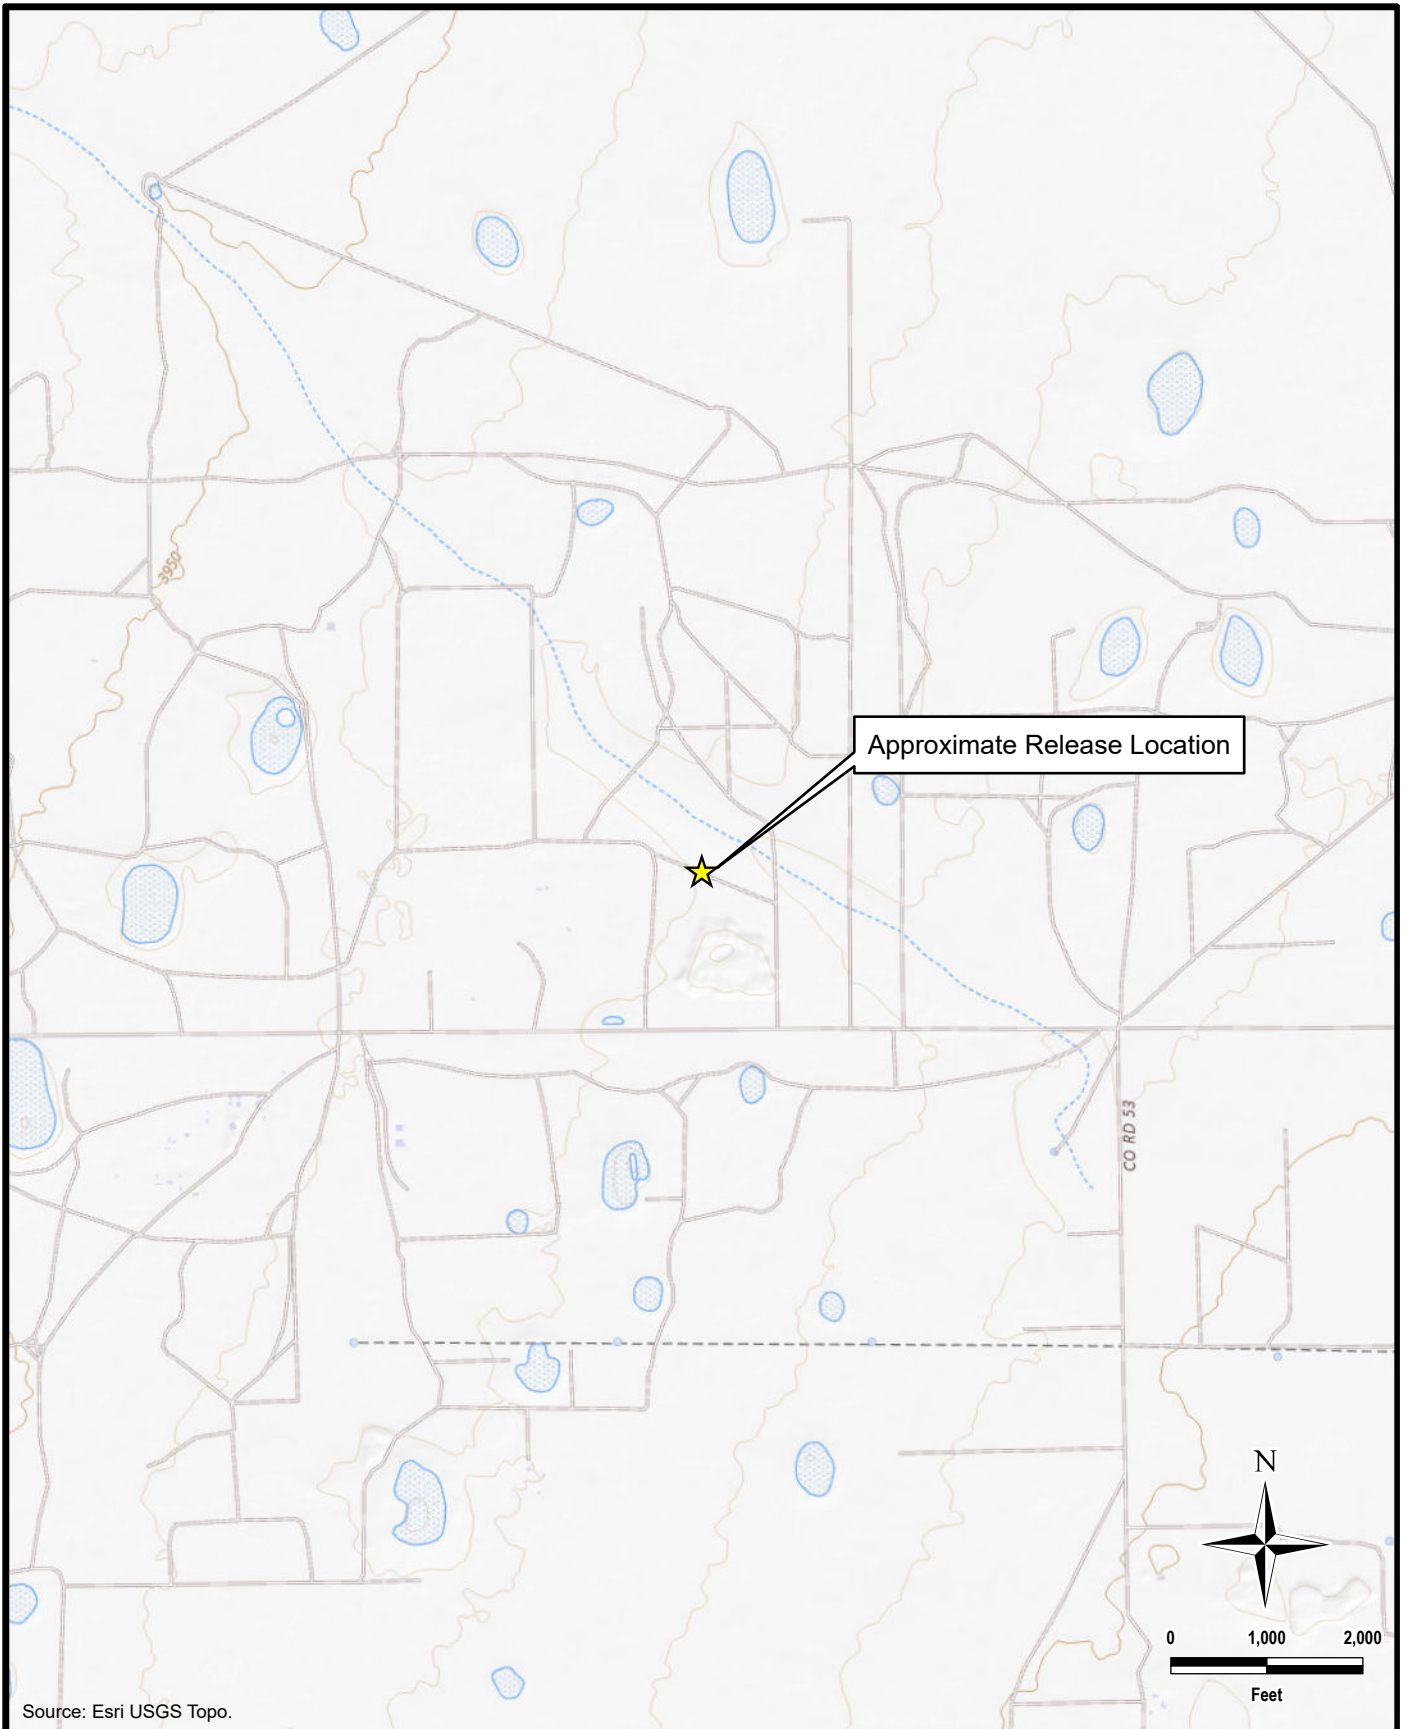 3950
Approximate Release Location
CO RD 53
N
0 1,000 2,000
Feet
Source: Esri USGS Topo.